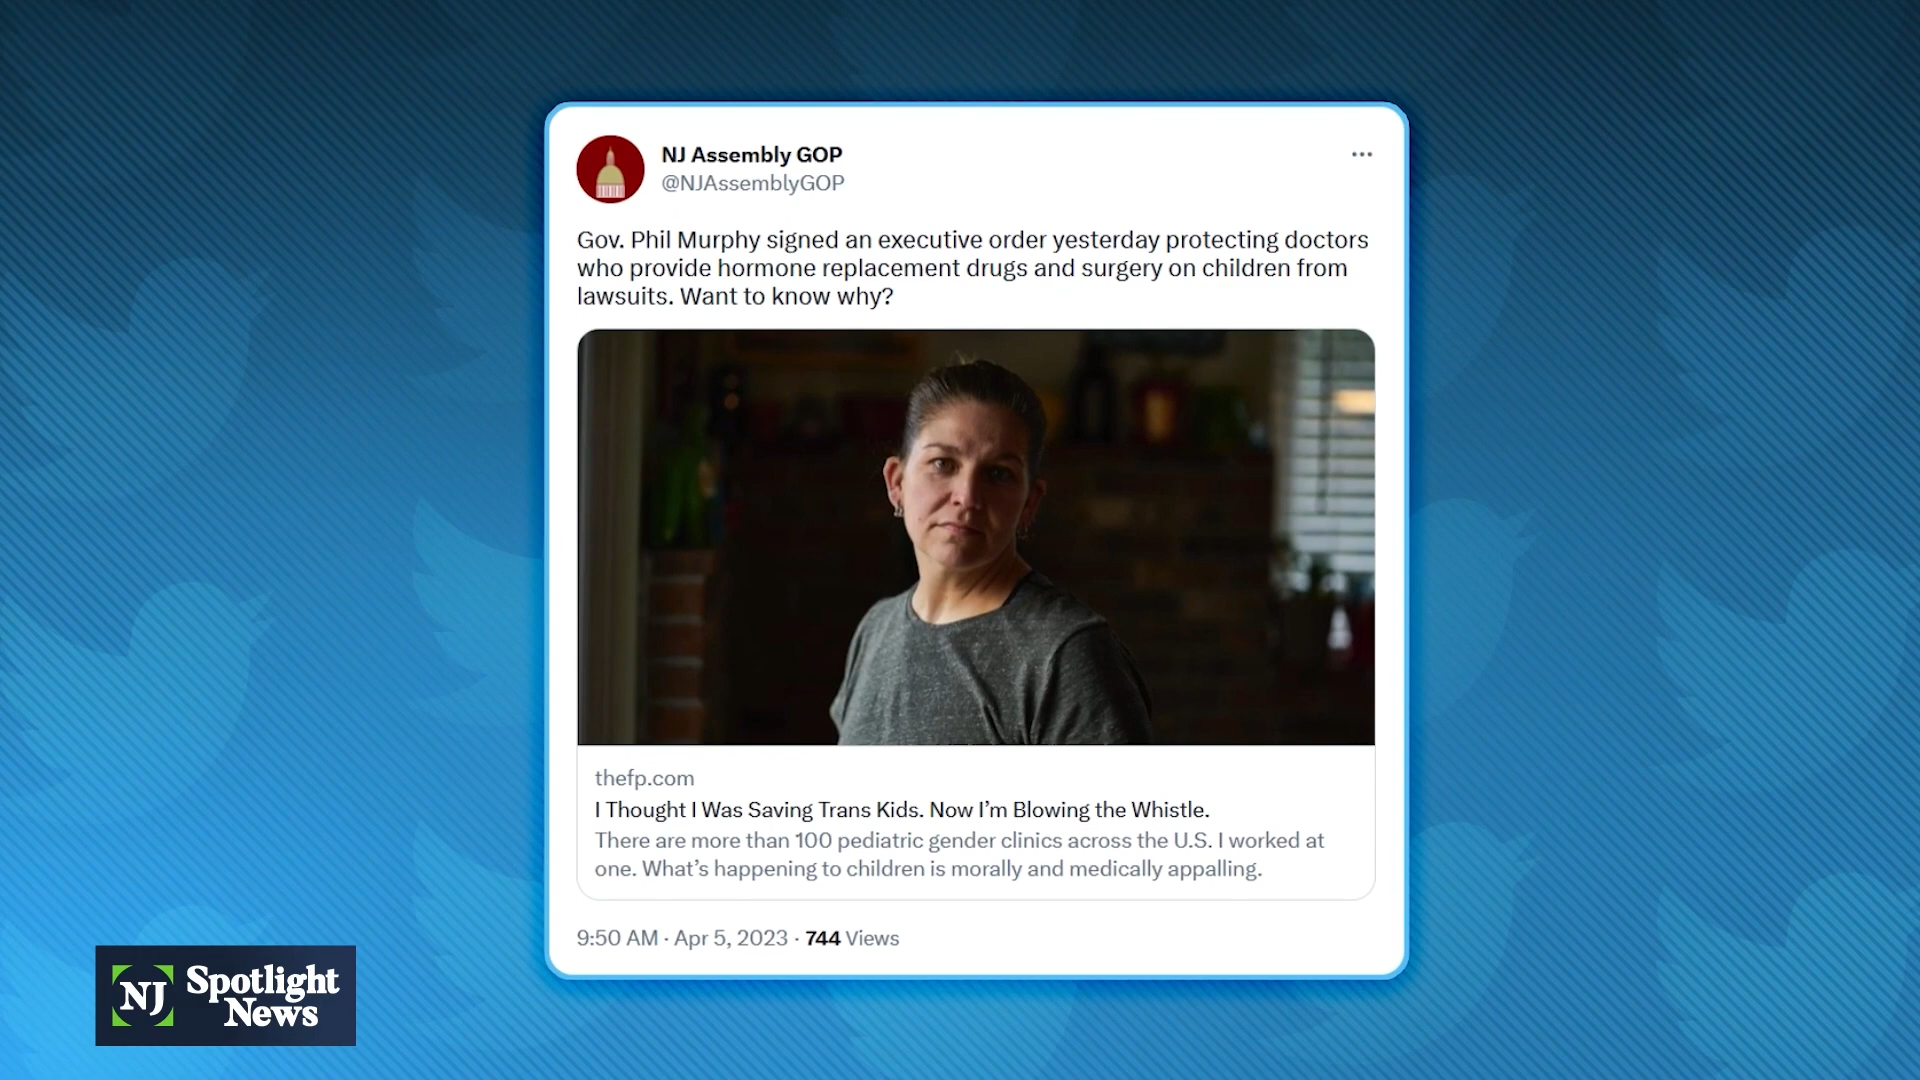 NJ Assembly GOP
@NJAssemblyGOP
Gov. Phil Murphy signed an executive order yesterday protecting doctors
who provide hormone replacement drugs and surgery on children from
lawsuits. Want to know why?
thefp.com
I Thought I Was Saving Trans Kids. Now I’m Blowing the Whistle.
There are more than 100 pediatric gender clinics across the U.S. I worked at
one. What’s happening to children is morally and medically appalling.
9:50 AM · Apr 5, 2023 · 744 Views
NJ Spotlight
News